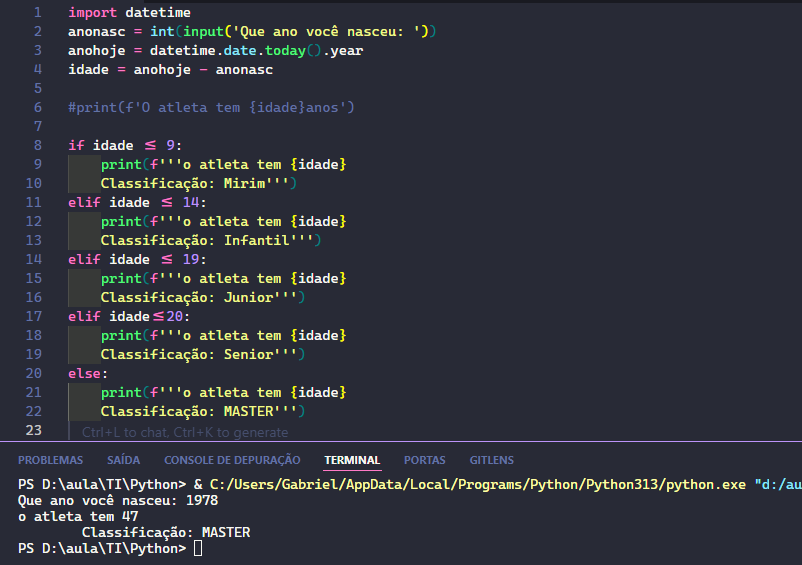 1 import datetime
2 anonasc = int(input('Que ano você nasceu: '))
3 anohoje = datetime.date.today().year
4 idade = anohoje - anonasc
5
6 #print(f'O atleta tem {idade}anos')
7
8 if idade ≤ 9:
9 print(f'''o atleta tem {idade}
10 Classificação: Mirim''')
11 elif idade ≤ 14:
12 print(f'''o atleta tem {idade}
13 Classificação: Infantil''')
14 elif idade ≤ 19:
15 print(f'''o atleta tem {idade}
16 Classificação: Junior''')
17 elif idade≤20:
18 print(f'''o atleta tem {idade}
19 Classificação: Senior''')
20 else:
21 print(f'''o atleta tem {idade}
22 Classificação: MASTER''')
23 Ctrl+L to chat, Ctrl+K to generate
PROBLEMAS SAÍDA CONSOLE DE DEPURAÇÃO TERMINAL PORTAS GITLENS
PS D:\aula\TI\Python> & C:/Users/Gabriel/AppData/Local/Programs/Python/Python313/python.exe "d:/au
Que ano você nasceu: 1978
o atleta tem 47
Classificação: MASTER
PS D:\aula\TI\Python>